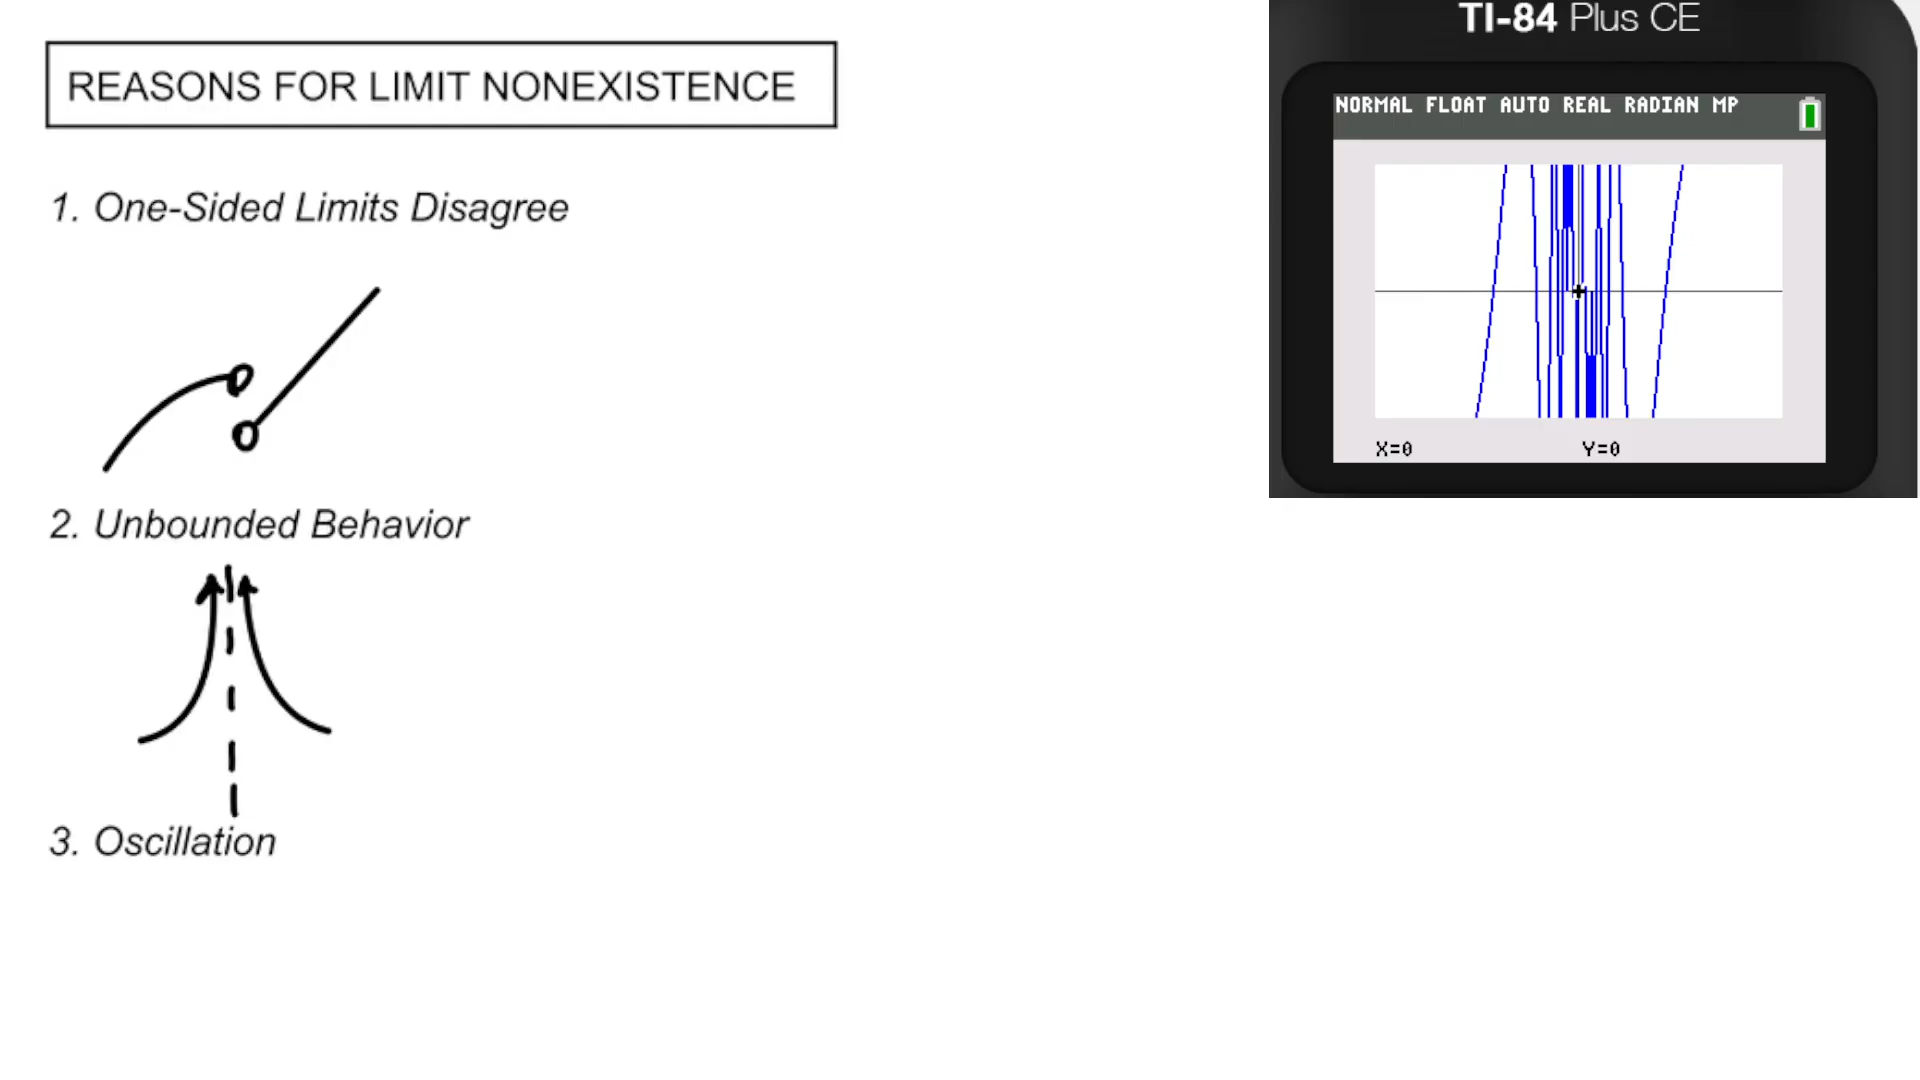 REASONS FOR LIMIT NONEXISTENCE
1. One-Sided Limits Disagree
2. Unbounded Behavior
3. Oscillation
TI-84 Plus CE
NORMAL FLOAT AUTO REAL RADIAN MP
X=0 Y=0